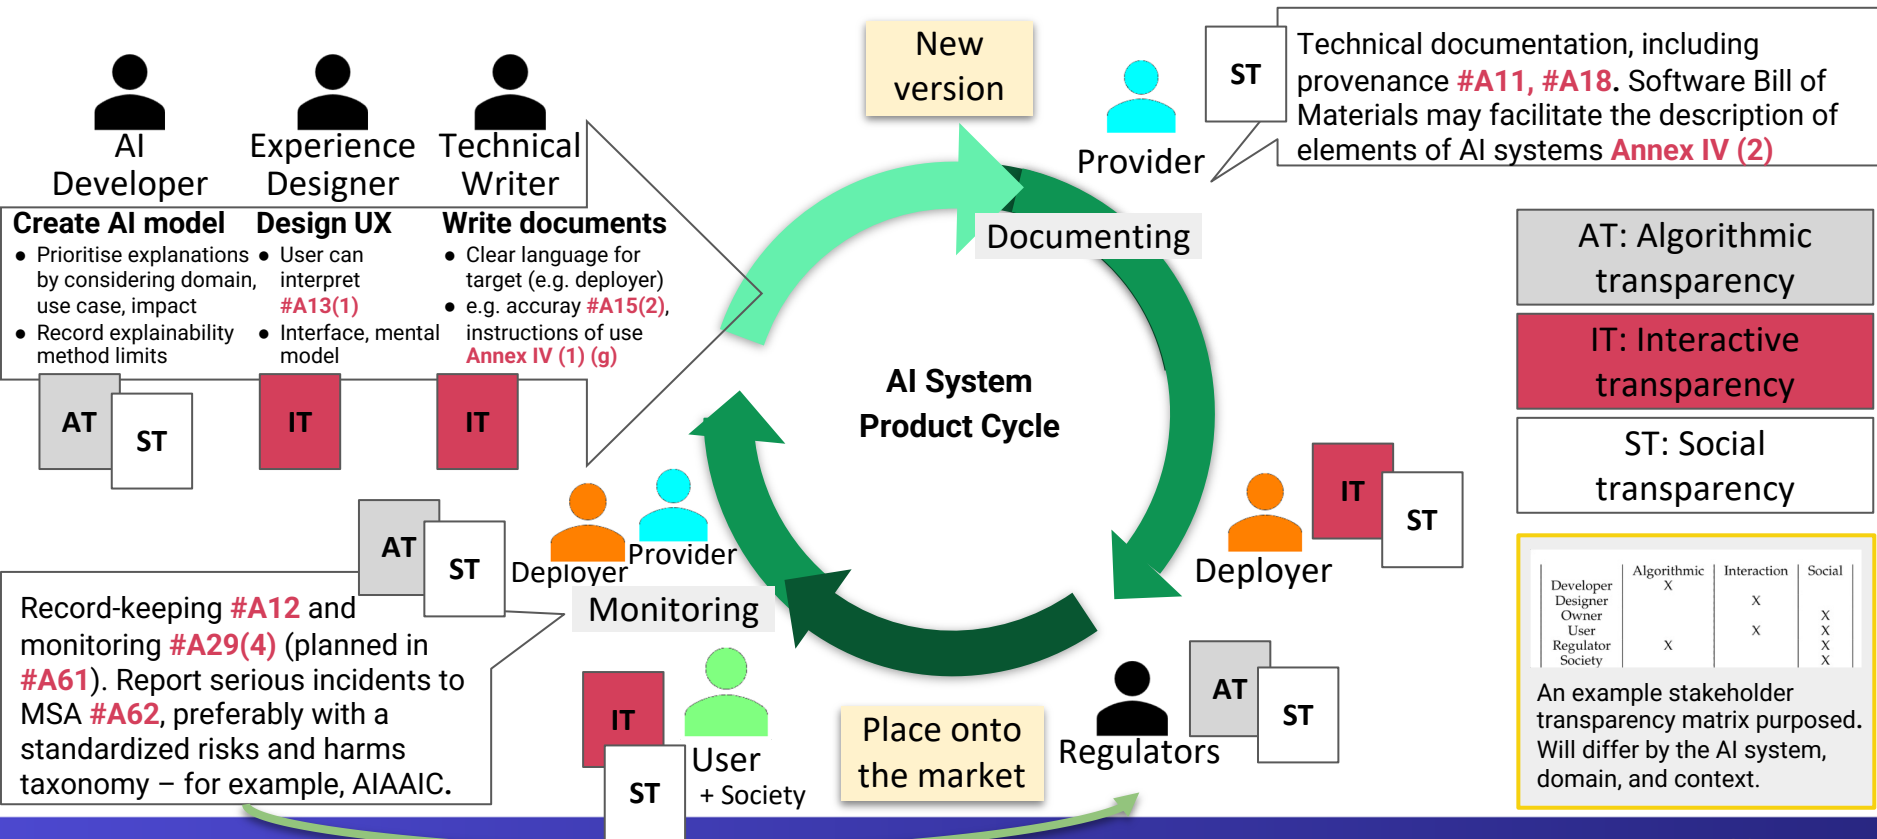 AI
Developer
Experience
Designer
Technical
Writer
Create AI model
● Prioritise explanations
by considering domain,
use case, impact
● Record explainability
method limits
Design UX
● User can
interpret
#A13(1)
● Interface, mental
model
Write documents
● Clear language for
target (e.g. deployer)
● e.g. accuray #A15(2),
instructions of use
Annex IV (1) (g)
AT
ST
IT
IT
New
version
Provider
ST
Technical documentation, including
provenance #A11, #A18. Software Bill of
Materials may facilitate the description of
elements of AI systems Annex IV (2)
Documenting
AI System
Product Cycle
AT: Algorithmic
transparency
IT: Interactive
transparency
ST: Social
transparency
IT
ST
Deployer
AT
ST
Deployer
Provider
Monitoring
Record-keeping #A12 and
monitoring #A29(4) (planned in
#A61). Report serious incidents to
MSA #A62, preferably with a
standardized risks and harms
taxonomy – for example, AIAAIC.
IT
ST
User
+ Society
Place onto
the market
Regulators
AT
ST
Algorithmic Interaction Social
Developer X
Designer X
Owner X
User X X
Regulator X X
Society X
An example stakeholder
transparency matrix purposed.
Will differ by the AI system,
domain, and context.